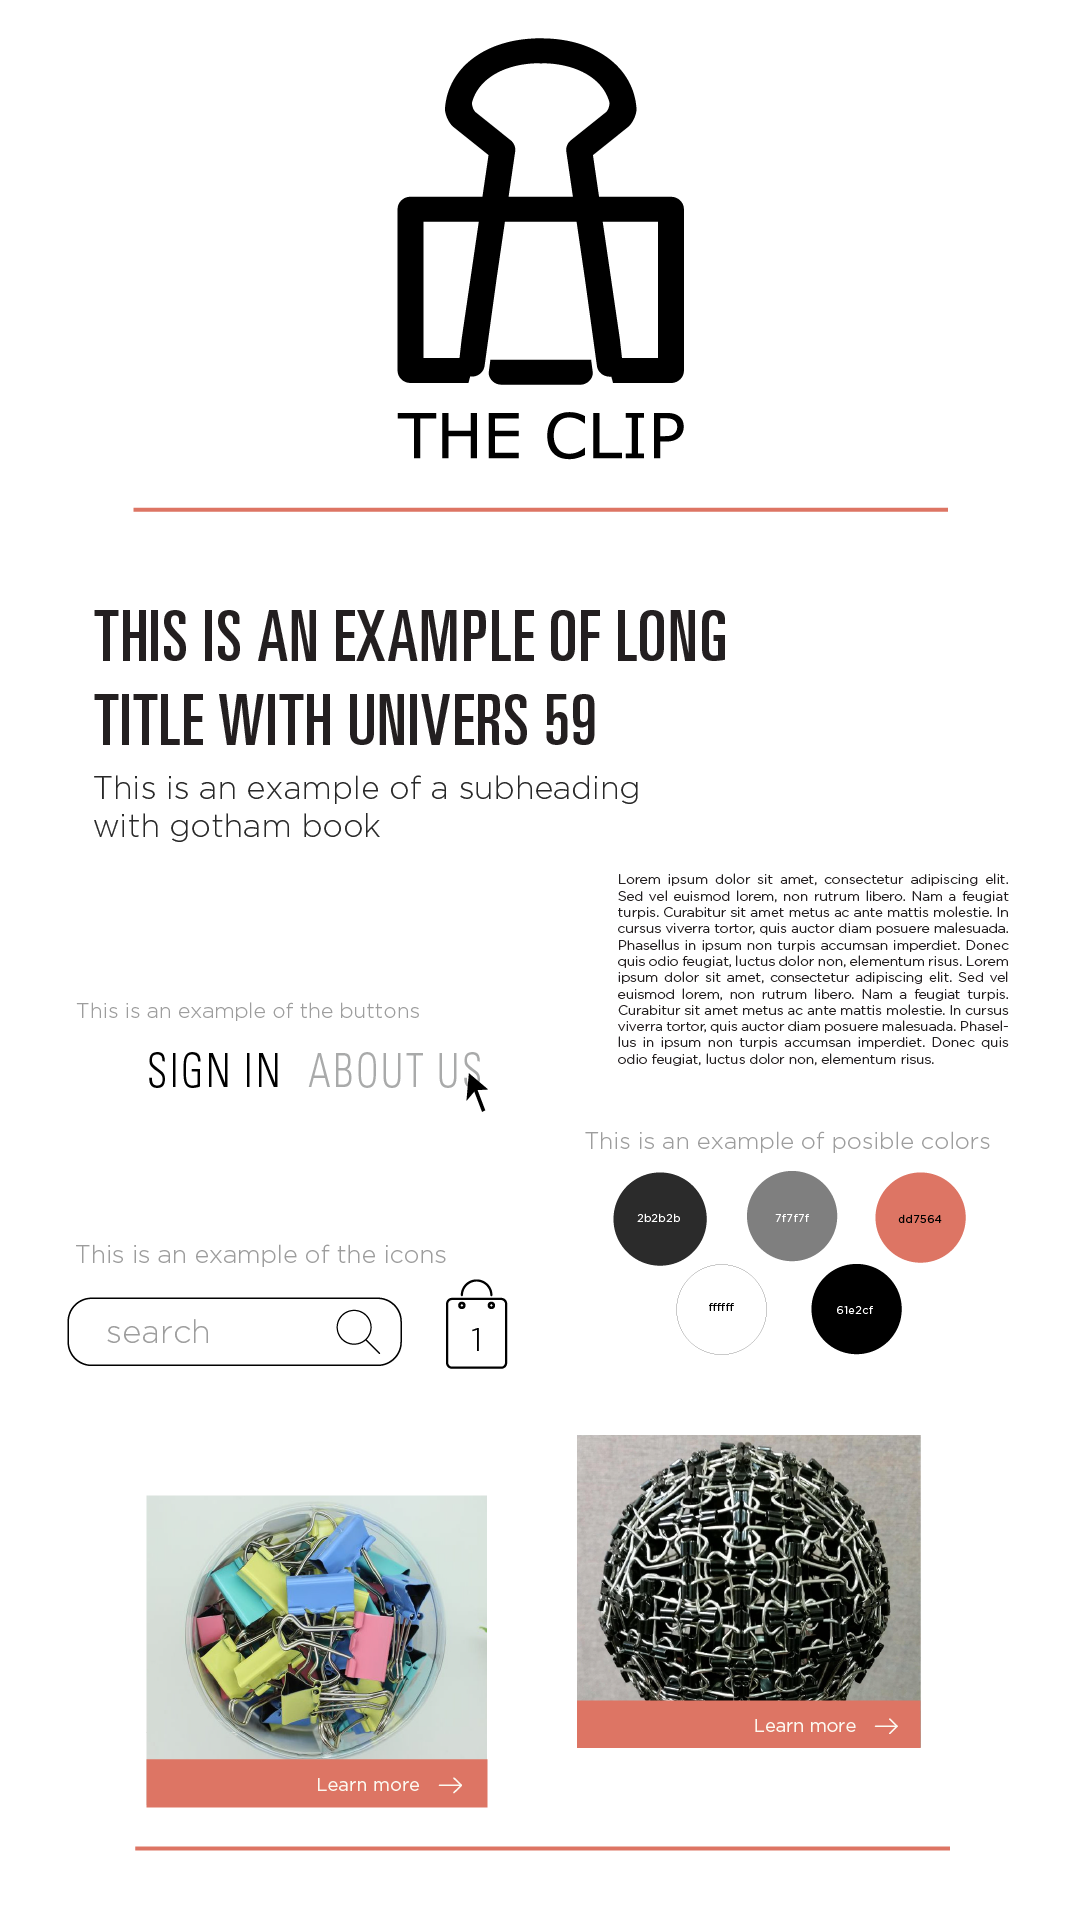 THE CLIP
THIS IS AN EXAMPLE OF LONG
TITLE WITH UNIVERS 59
This is an example of a subheading
with gotham book
Lorem ipsum dolor sit amet, consectetur adipiscing elit.
Sed vel euismod lorem, non rutrum libero. Nam a feugiat
turpis. Curabitur sit amet metus ac ante mattis molestie. In
cursus viverra tortor, quis auctor diam posuere malesuada.
Phasellus in ipsum non turpis accumsan imperdiet. Donec
quis odio feugiat, luctus dolor non, elementum risus. Lorem
ipsum dolor sit amet, consectetur adipiscing elit. Sed vel
euismod lorem, non rutrum libero. Nam a feugiat turpis.
Curabitur sit amet metus ac ante mattis molestie. In cursus
viverra tortor, quis auctor diam posuere malesuada. Phasel-
lus in ipsum non turpis accumsan imperdiet. Donec quis
odio feugiat, luctus dolor non, elementum risus.
This is an example of the buttons
SIGN IN ABOUT US
This is an example of posible colors
2b2b2b 7f7f7f dd7564
ffffff 61e2cf
This is an example of the icons
search
1
Learn more
Learn more